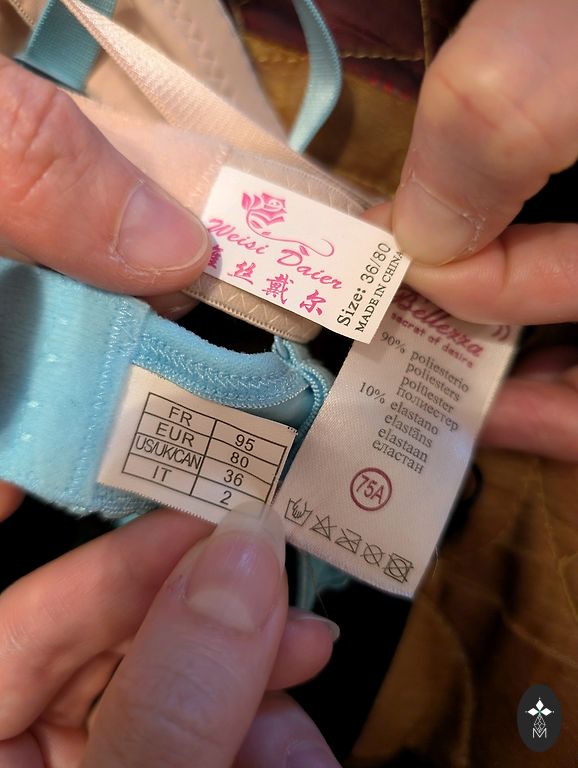 Weisi Daier
丝戴尔
Size: 36/80
MADE IN CHINA
Bellezza
secret of desire
90% poliesterio
poliesters
poliester
полиестер
10% elastano
elastāns
elastaan
еластан
75A
FR 95
EUR 80
US/UK/CAN 36
IT 2